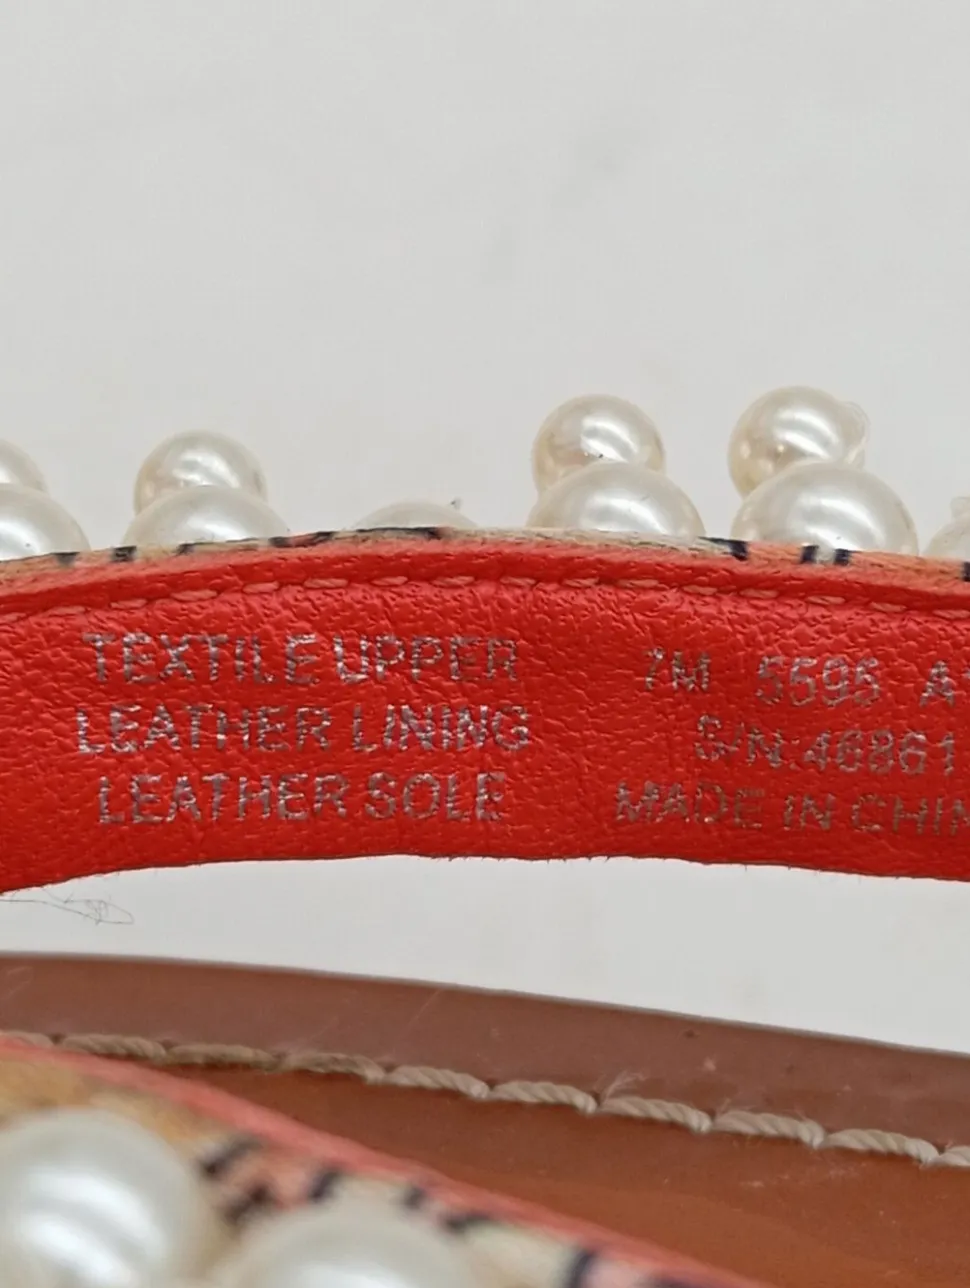 TEXTILE UPPER
LEATHER LINING
LEATHER SOLE
7M 5595 A
S/N:46861
MADE IN CHIN